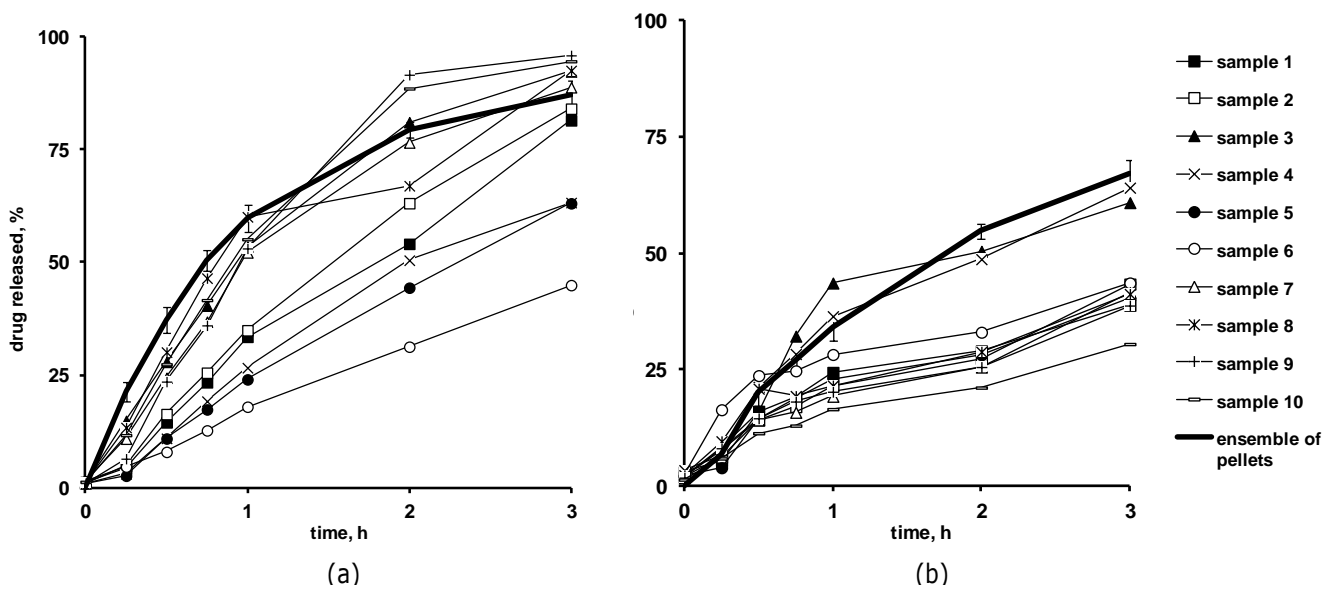 100
75
50
25
0
drug released, %
0
1
2
3
time, h
(a)
100
75
50
25
0
0
1
2
3
time, h
(b)
sample 1
sample 2
sample 3
sample 4
sample 5
sample 6
sample 7
sample 8
sample 9
sample 10
ensemble of
pellets